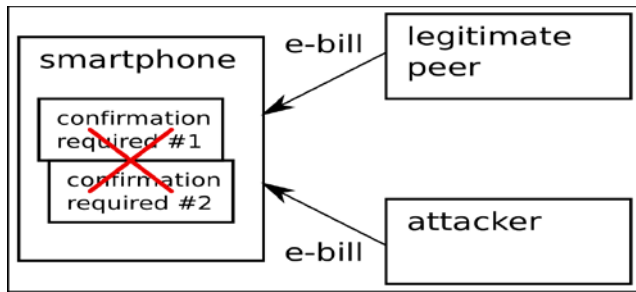 smartphone
confirmation
required #1
confirmation
required #2
e-bill
legitimate
peer
e-bill
attacker